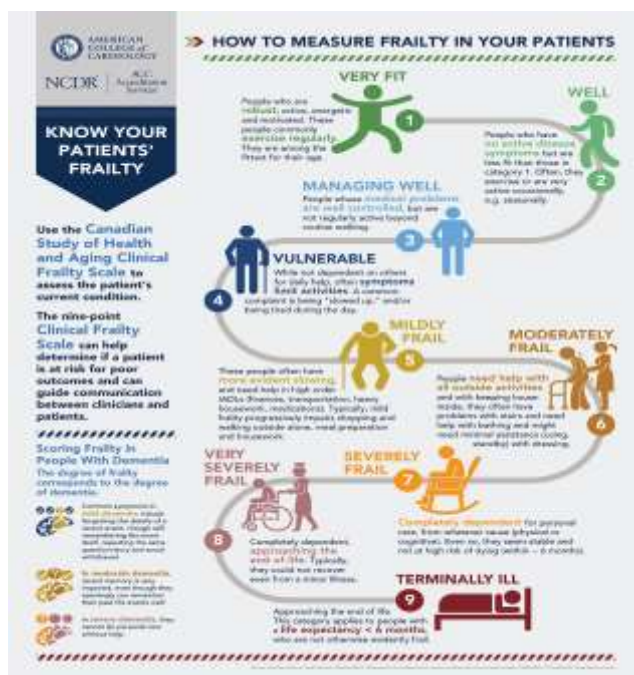 AMERICAN
COLLEGE of
CARDIOLOGY
NCDR
ACC
Accreditation
Services
KNOW YOUR
PATIENTS'
FRAILTY
Use the Canadian
Study of Health
and Aging Clinical
Frailty Scale to
assess the patient's
current condition.
The nine-point
Clinical Frailty
Scale can help
determine if a patient
is at risk for poor
outcomes and can
guide communication
between clinicians and
patients.
Scoring Frailty in
People With Dementia
The degree of frailty
corresponds to the degree
of dementia.
HOW TO MEASURE FRAILTY IN YOUR PATIENTS
VERY FIT
People who are
robust, active, energetic
and motivated. These
people commonly
exercise regularly.
They are among the
fittest for their age.
1
WELL
People who have
no active disease
symptoms but are
less fit than those in
category 1. Often, they
exercise or are very
active occasionally,
e.g. seasonally.
2
MANAGING WELL
People whose medical problems
are well controlled, but are
not regularly active beyond
routine walking.
3
VULNERABLE
While not dependent on others
for daily help, often symptoms
limit activities. A common
complaint is being "slowed up," and/or
being tired during the day.
4
MILDLY
FRAIL
These people often have
more evident slowing,
and need help in high order
IADLs (finances, transportation, heavy
housework, medications). Typically, mild
frailty progressively impairs shopping and
walking outside alone, meal preparation
and housework.
5
MODERATELY
FRAIL
People need help with
all outside activities
and with keeping house.
Inside, they often have
problems with stairs and need
help with bathing and might
need minimal assistance (cuing,
standby) with dressing.
6
SEVERELY
FRAIL
7
Completely dependent for personal
care, from whatever cause (physical or
cognitive). Even so, they seem stable and
not at high risk of dying (within ~ 6 months).
VERY
SEVERELY
FRAIL
8
Completely dependent,
approaching the
end of life. Typically,
they could not recover
even from a minor illness.
TERMINALLY ILL
9
Approaching the end of life.
This category applies to people with
a life expectancy < 6 months,
who are not otherwise evidently frail.